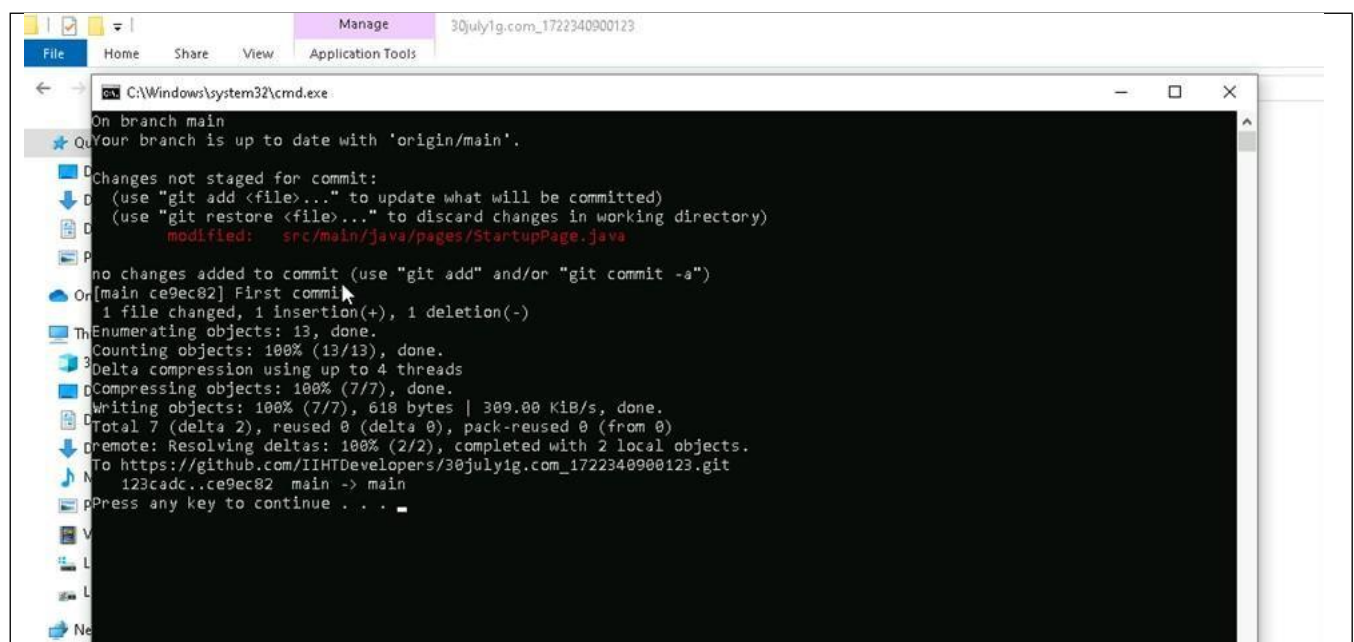 Manage
30july1g.com_1722340900123
File
Home
Share
View
Application Tools
C:\Windows\system32\cmd.exe
On branch main
Your branch is up to date with 'origin/main'.
Changes not staged for commit:
(use "git add <file>..." to update what will be committed)
(use "git restore <file>..." to discard changes in working directory)
modified:   src/main/java/pages/StartupPage.java
no changes added to commit (use "git add" and/or "git commit -a")
[main ce9ec82] First commit
1 file changed, 1 insertion(+), 1 deletion(-)
Enumerating objects: 13, done.
Counting objects: 100% (13/13), done.
Delta compression using up to 4 threads
Compressing objects: 100% (7/7), done.
Writing objects: 100% (7/7), 618 bytes | 309.00 KiB/s, done.
Total 7 (delta 2), reused 0 (delta 0), pack-reused 0 (from 0)
remote: Resolving deltas: 100% (2/2), completed with 2 local objects.
To https://github.com/IIHTDevelopers/30july1g.com_1722340900123.git
123cadc..ce9ec82  main -> main
Press any key to continue . . .